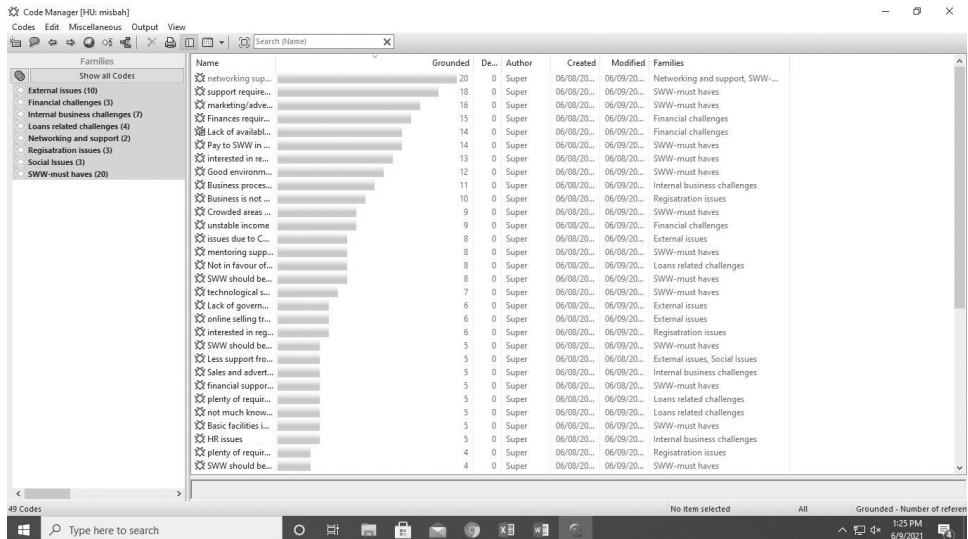 Code Manager [HU: misbah]
Codes Edit Miscellaneous Output View
Search (Name)
Families
Show all Codes
External issues (10)
Financial challenges (3)
Internal business challenges (7)
Loans related challenges (4)
Networking and support (2)
Regisatration issues (3)
Social Issues (3)
SWW-must haves (20)
Name Grounded De... Author Created Modified Families
networking sup... 20 0 Super 06/08/20... 06/09/20... Networking and support, SWW-...
support require... 18 0 Super 06/08/20... 06/09/20... SWW-must haves
marketing/adve... 16 0 Super 06/08/20... 06/09/20... SWW-must haves
Finances requir... 15 0 Super 06/08/20... 06/09/20... Financial challenges
Lack of availabl... 14 0 Super 06/08/20... 06/09/20... Financial challenges
Pay to SWW in ... 14 0 Super 06/08/20... 06/09/20... SWW-must haves
interested in re... 13 0 Super 06/08/20... 06/08/20... SWW-must haves
Good environm... 12 0 Super 06/08/20... 06/09/20... SWW-must haves
Business proces... 11 0 Super 06/08/20... 06/09/20... Internal business challenges
Business is not ... 10 0 Super 06/08/20... 06/09/20... Regisatration issues
Crowded areas ... 9 0 Super 06/08/20... 06/09/20... SWW-must haves
unstable income 9 0 Super 06/08/20... 06/09/20... Financial challenges
issues due to C... 8 0 Super 06/08/20... 06/09/20... External issues
mentoring supp... 8 0 Super 06/08/20... 06/09/20... SWW-must haves
Not in favour of... 8 0 Super 06/08/20... 06/09/20... Loans related challenges
SWW should be... 8 0 Super 06/08/20... 06/09/20... SWW-must haves
technological s... 7 0 Super 06/08/20... 06/09/20... SWW-must haves
Lack of govern... 6 0 Super 06/08/20... 06/09/20... External issues
online selling tr... 6 0 Super 06/08/20... 06/09/20... External issues
interested in reg... 6 0 Super 06/08/20... 06/09/20... Regisatration issues
SWW should be... 5 0 Super 06/08/20... 06/09/20... SWW-must haves
Less support fro... 5 0 Super 06/08/20... 06/08/20... External issues, Social Issues
Sales and advert... 5 0 Super 06/08/20... 06/09/20... Internal business challenges
financial suppor... 5 0 Super 06/08/20... 06/09/20... SWW-must haves
plenty of requir... 5 0 Super 06/08/20... 06/09/20... Loans related challenges
not much know... 5 0 Super 06/08/20... 06/09/20... Loans related challenges
Basic facilities i... 5 0 Super 06/08/20... 06/09/20... SWW-must haves
HR issues 5 0 Super 06/08/20... 06/09/20... Internal business challenges
plenty of requir... 4 0 Super 06/08/20... 06/09/20... Regisatration issues
SWW should be... 4 0 Super 06/08/20... 06/09/20... SWW-must haves
49 Codes No item selected All Grounded - Number of referen
Type here to search
1:25 PM
6/9/2021
4